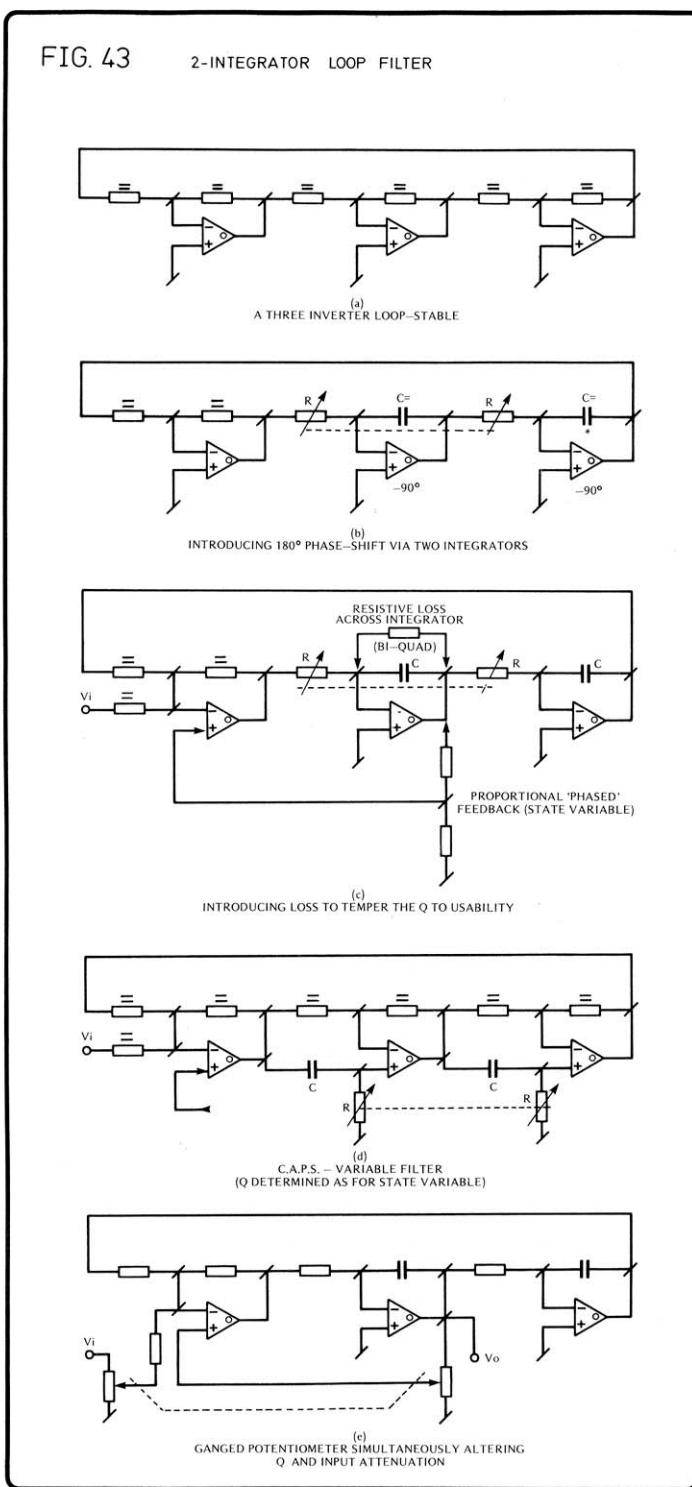 FIG. 43 2-INTEGRATOR LOOP FILTER
= = = = = =
− − −
+ + +
(a)
A THREE INVERTER LOOP–STABLE
= = R C= R C=
*
− − −
+ + +
−90° −90°
(b)
INTRODUCING 180° PHASE–SHIFT VIA TWO INTEGRATORS
RESISTIVE LOSS
ACROSS INTEGRATOR
(BI–QUAD)
= = R C R C
Vi =
− - −
+ + +
PROPORTIONAL 'PHASED'
FEEDBACK (STATE VARIABLE)
(c)
INTRODUCING LOSS TO TEMPER THE Q TO USABILITY
= = = = = =
Vi =
− − −
+ + +
C C
R R
(d)
C.A.P.S. – VARIABLE FILTER
(Q DETERMINED AS FOR STATE VARIABLE)
− − −
+ + +
Vi Vo
(e)
GANGED POTENTIOMETER SIMULTANEOUSLY ALTERING
Q AND INPUT ATTENUATION